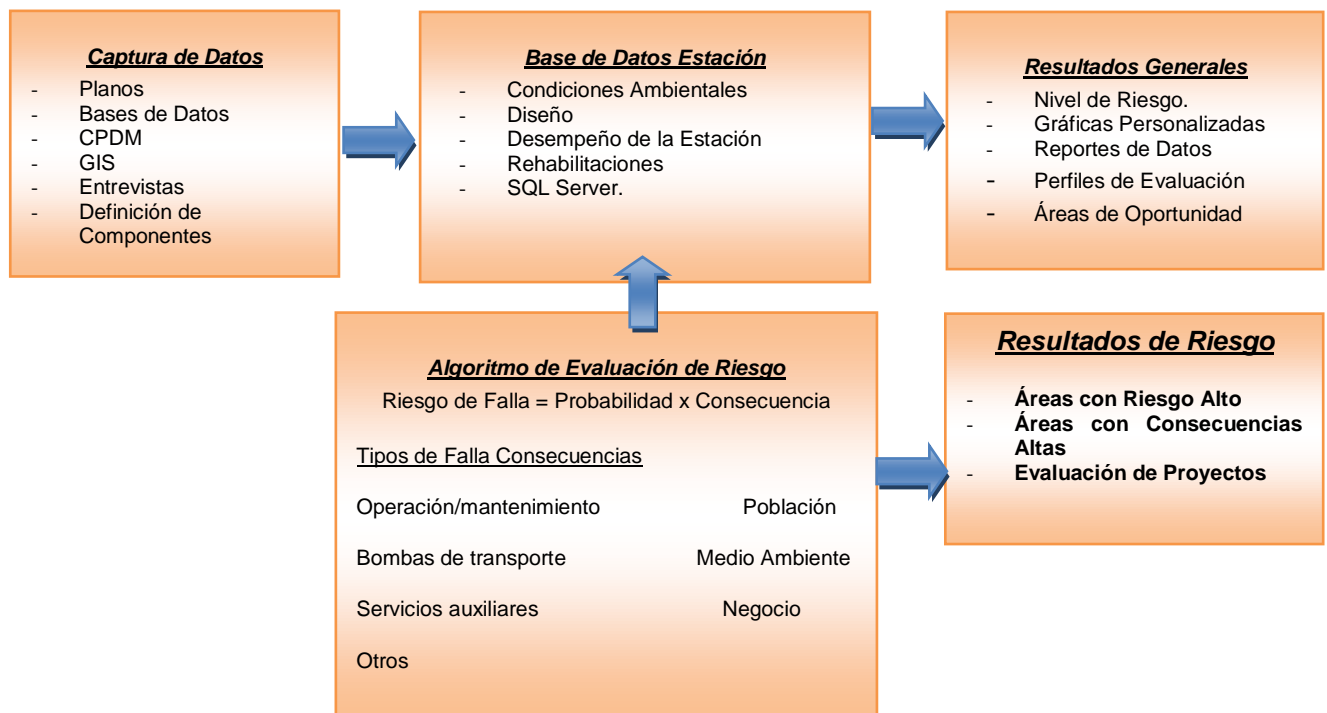 Captura de Datos
- Planos
- Bases de Datos
- CPDM
- GIS
- Entrevistas
- Definición de
Componentes
Base de Datos Estación
- Condiciones Ambientales
- Diseño
- Desempeño de la Estación
- Rehabilitaciones
- SQL Server.
Resultados Generales
- Nivel de Riesgo.
- Gráficas Personalizadas
- Reportes de Datos
- Perfiles de Evaluación
- Áreas de Oportunidad
Algoritmo de Evaluación de Riesgo
Riesgo de Falla = Probabilidad x Consecuencia
Tipos de Falla Consecuencias
Operación/mantenimiento Población
Bombas de transporte Medio Ambiente
Servicios auxiliares Negocio
Otros
Resultados de Riesgo
- Áreas con Riesgo Alto
- Áreas con Consecuencias
Altas
- Evaluación de Proyectos